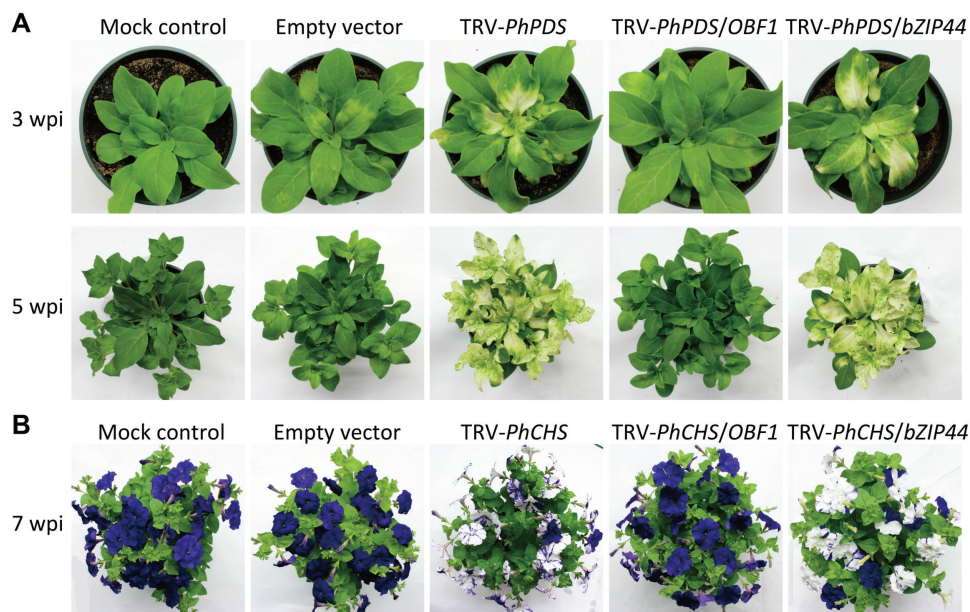 A
Mock control Empty vector TRV-PhPDS TRV-PhPDS/OBF1 TRV-PhPDS/bZIP44
3 wpi
5 wpi
B
Mock control Empty vector TRV-PhCHS TRV-PhCHS/OBF1 TRV-PhCHS/bZIP44
7 wpi